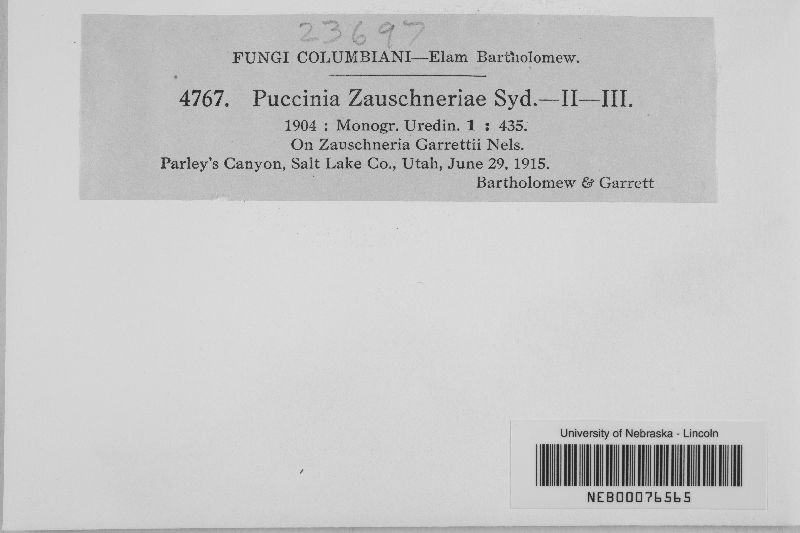 23697
FUNGI COLUMBIANI—Elam Bartholomew.
4767. Puccinia Zauschneriae Syd.—II—III.
1904 : Monogr. Uredin. 1 : 435.
On Zauschneria Garrettii Nels.
Parley's Canyon, Salt Lake Co., Utah, June 29, 1915.
Bartholomew & Garrett
University of Nebraska - Lincoln
NEB00076565